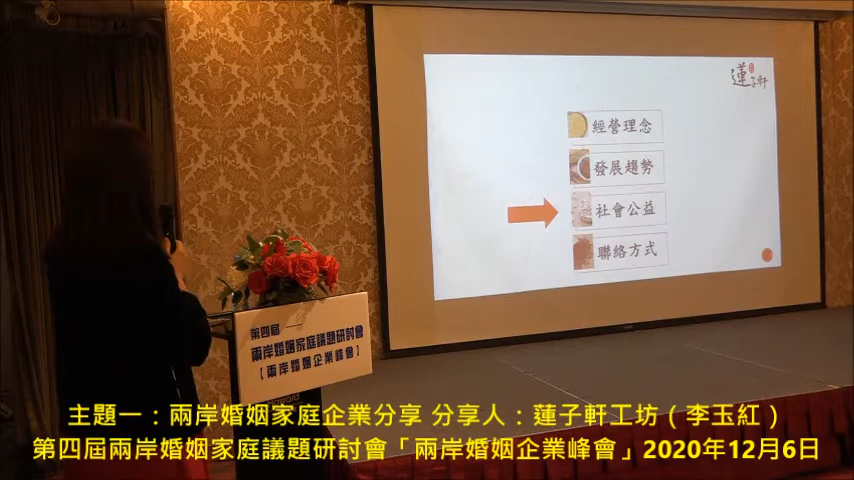 蓮子軒
經營理念
發展趨勢
社會公益
聯絡方式
第四屆
兩岸婚姻家庭議題研討會
【兩岸婚姻企業峰會】
主題一：兩岸婚姻家庭企業分享 分享人：蓮子軒工坊（李玉紅）
第四屆兩岸婚姻家庭議題研討會「兩岸婚姻企業峰會」2020年12月6日